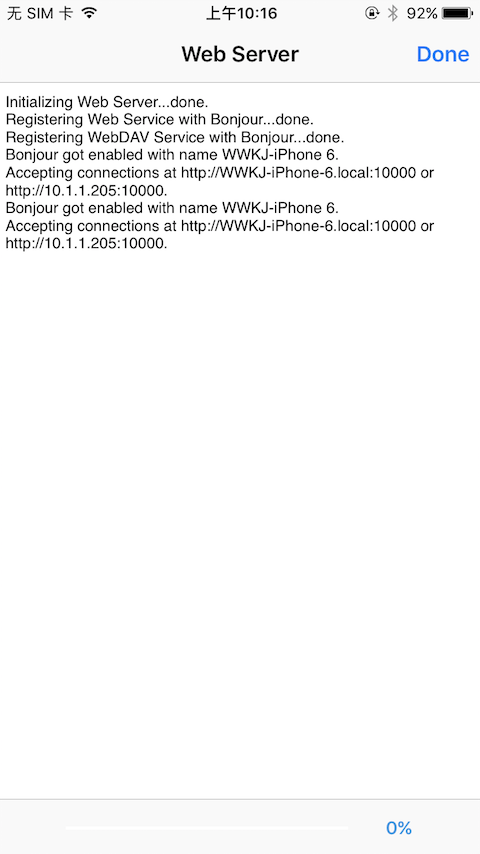 无 SIM 卡 上午10:16 92%
Web Server Done
Initializing Web Server...done.
Registering Web Service with Bonjour...done.
Registering WebDAV Service with Bonjour...done.
Bonjour got enabled with name WWKJ-iPhone 6.
Accepting connections at http://WWKJ-iPhone-6.local:10000 or
http://10.1.1.205:10000.
Bonjour got enabled with name WWKJ-iPhone 6.
Accepting connections at http://WWKJ-iPhone-6.local:10000 or
http://10.1.1.205:10000.
0%